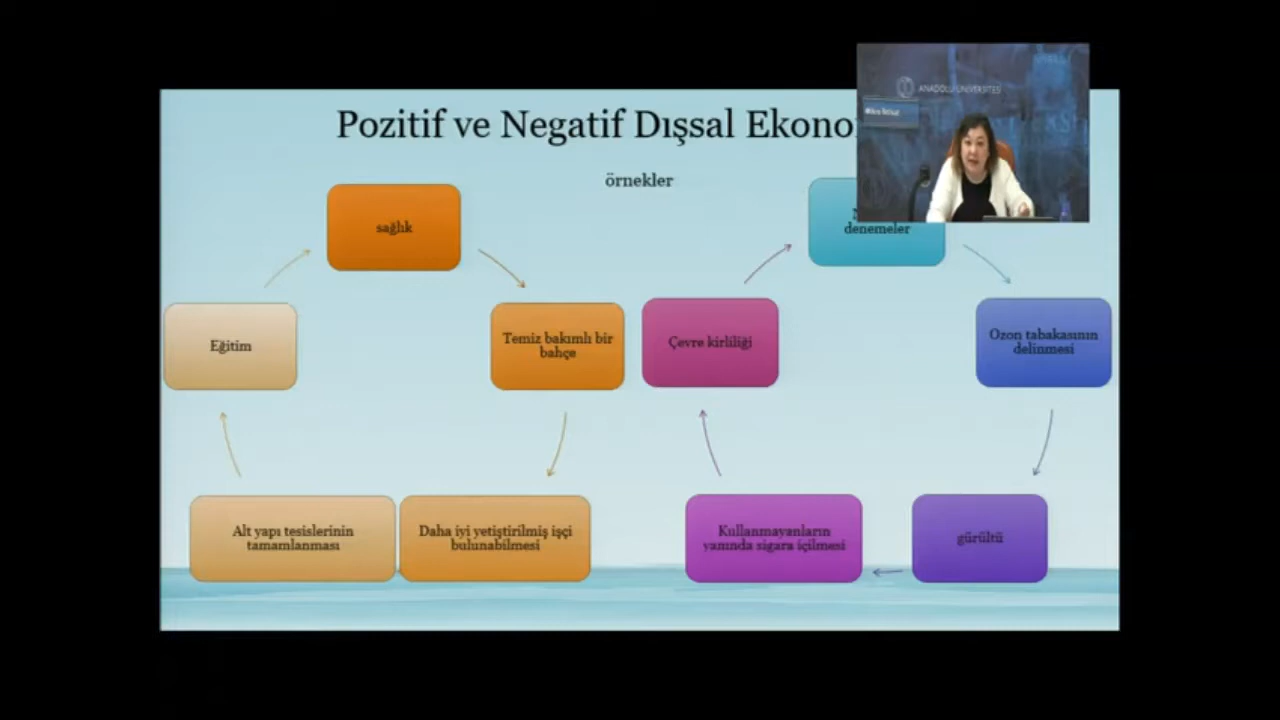 Pozitif ve Negatif Dışsal Ekono
örnekler
ANADOLU ÜNİVERSİTESİ
sağlık
denemeler
Eğitim
Temiz bakımlı bir
bahçe
Çevre kirliliği
Ozon tabakasının
delinmesi
Alt yapı tesislerinin
tamamlanması
Daha iyi yetiştirilmiş işçi
bulunabilmesi
Kullanmayanların
yanında sigara içilmesi
gürültü